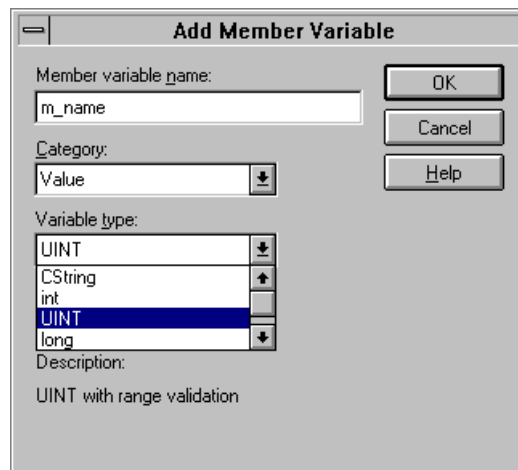 Add Member Variable
Member variable name:
m_name
OK
Cancel
Help
Category:
Value
Variable type:
UINT
CString
int
UINT
long
Description:
UINT with range validation